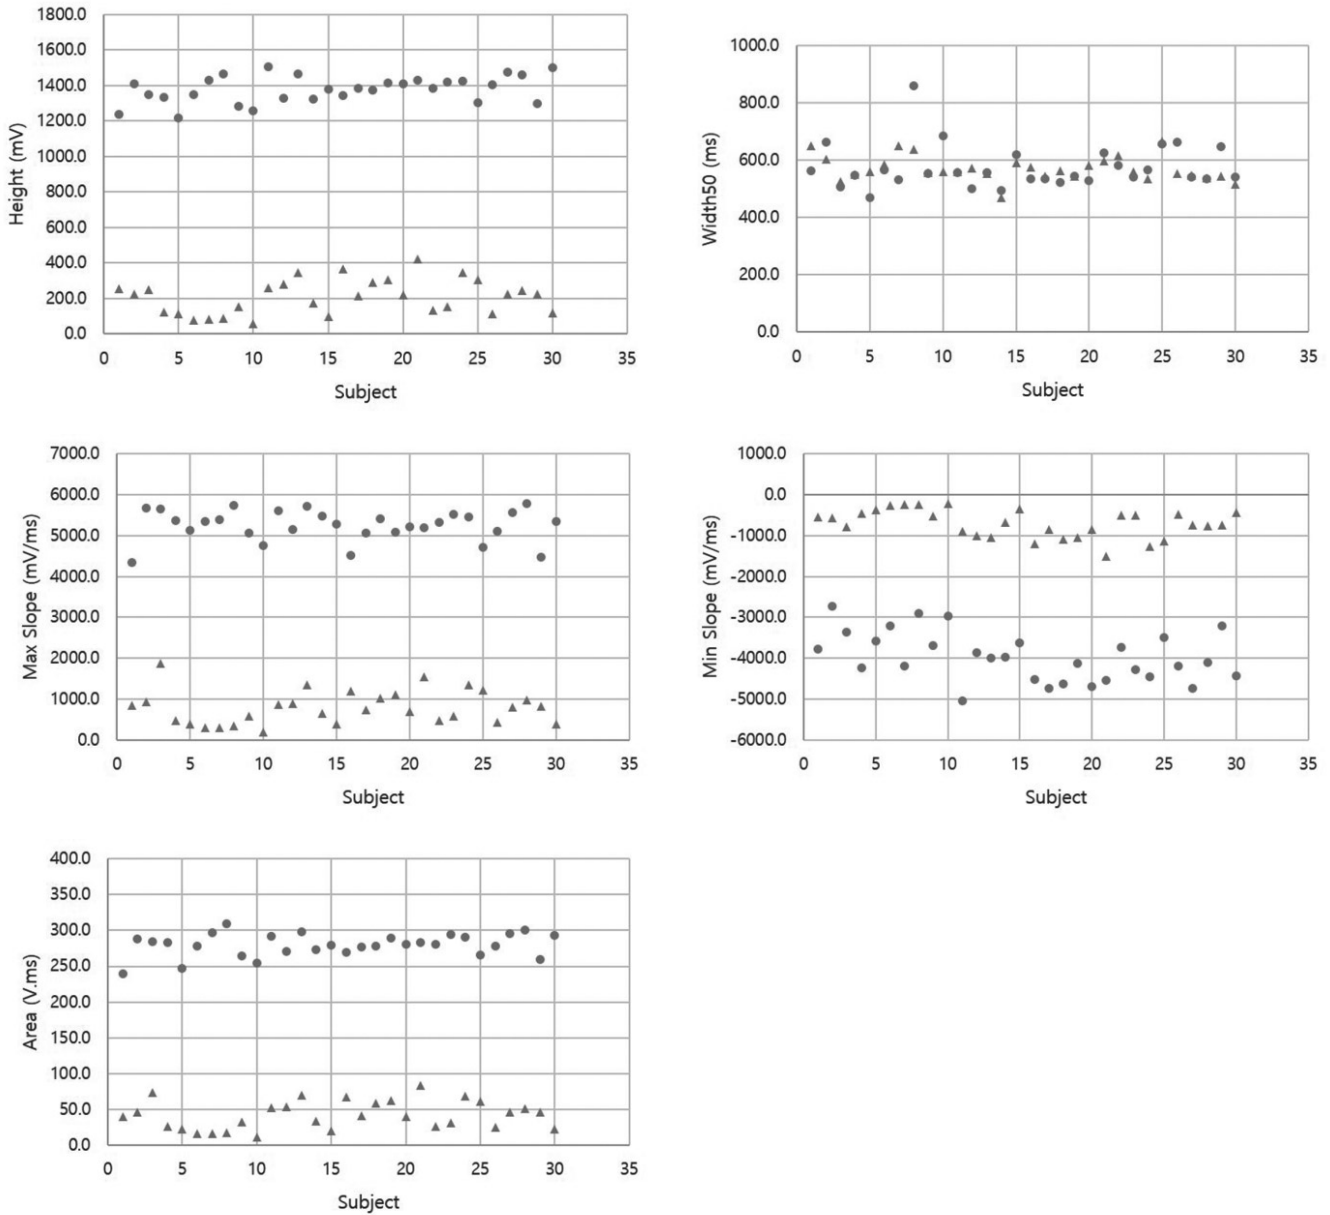 1800.0
1600.0
1400.0
1200.0
1000.0
800.0
600.0
400.0
200.0
0.0
Height (mV)
0 5 10 15 20 25 30 35
Subject
1000.0
800.0
600.0
400.0
200.0
0.0
Width50 (ms)
0 5 10 15 20 25 30 35
Subject
7000.0
6000.0
5000.0
4000.0
3000.0
2000.0
1000.0
0.0
Max Slope (mV/ms)
0 5 10 15 20 25 30 35
Subject
1000.0
0.0
-1000.0
-2000.0
-3000.0
-4000.0
-5000.0
-6000.0
Min Slope (mV/ms)
0 5 10 15 20 25 30 35
Subject
400.0
350.0
300.0
250.0
200.0
150.0
100.0
50.0
0.0
Area (V.ms)
0 5 10 15 20 25 30 35
Subject